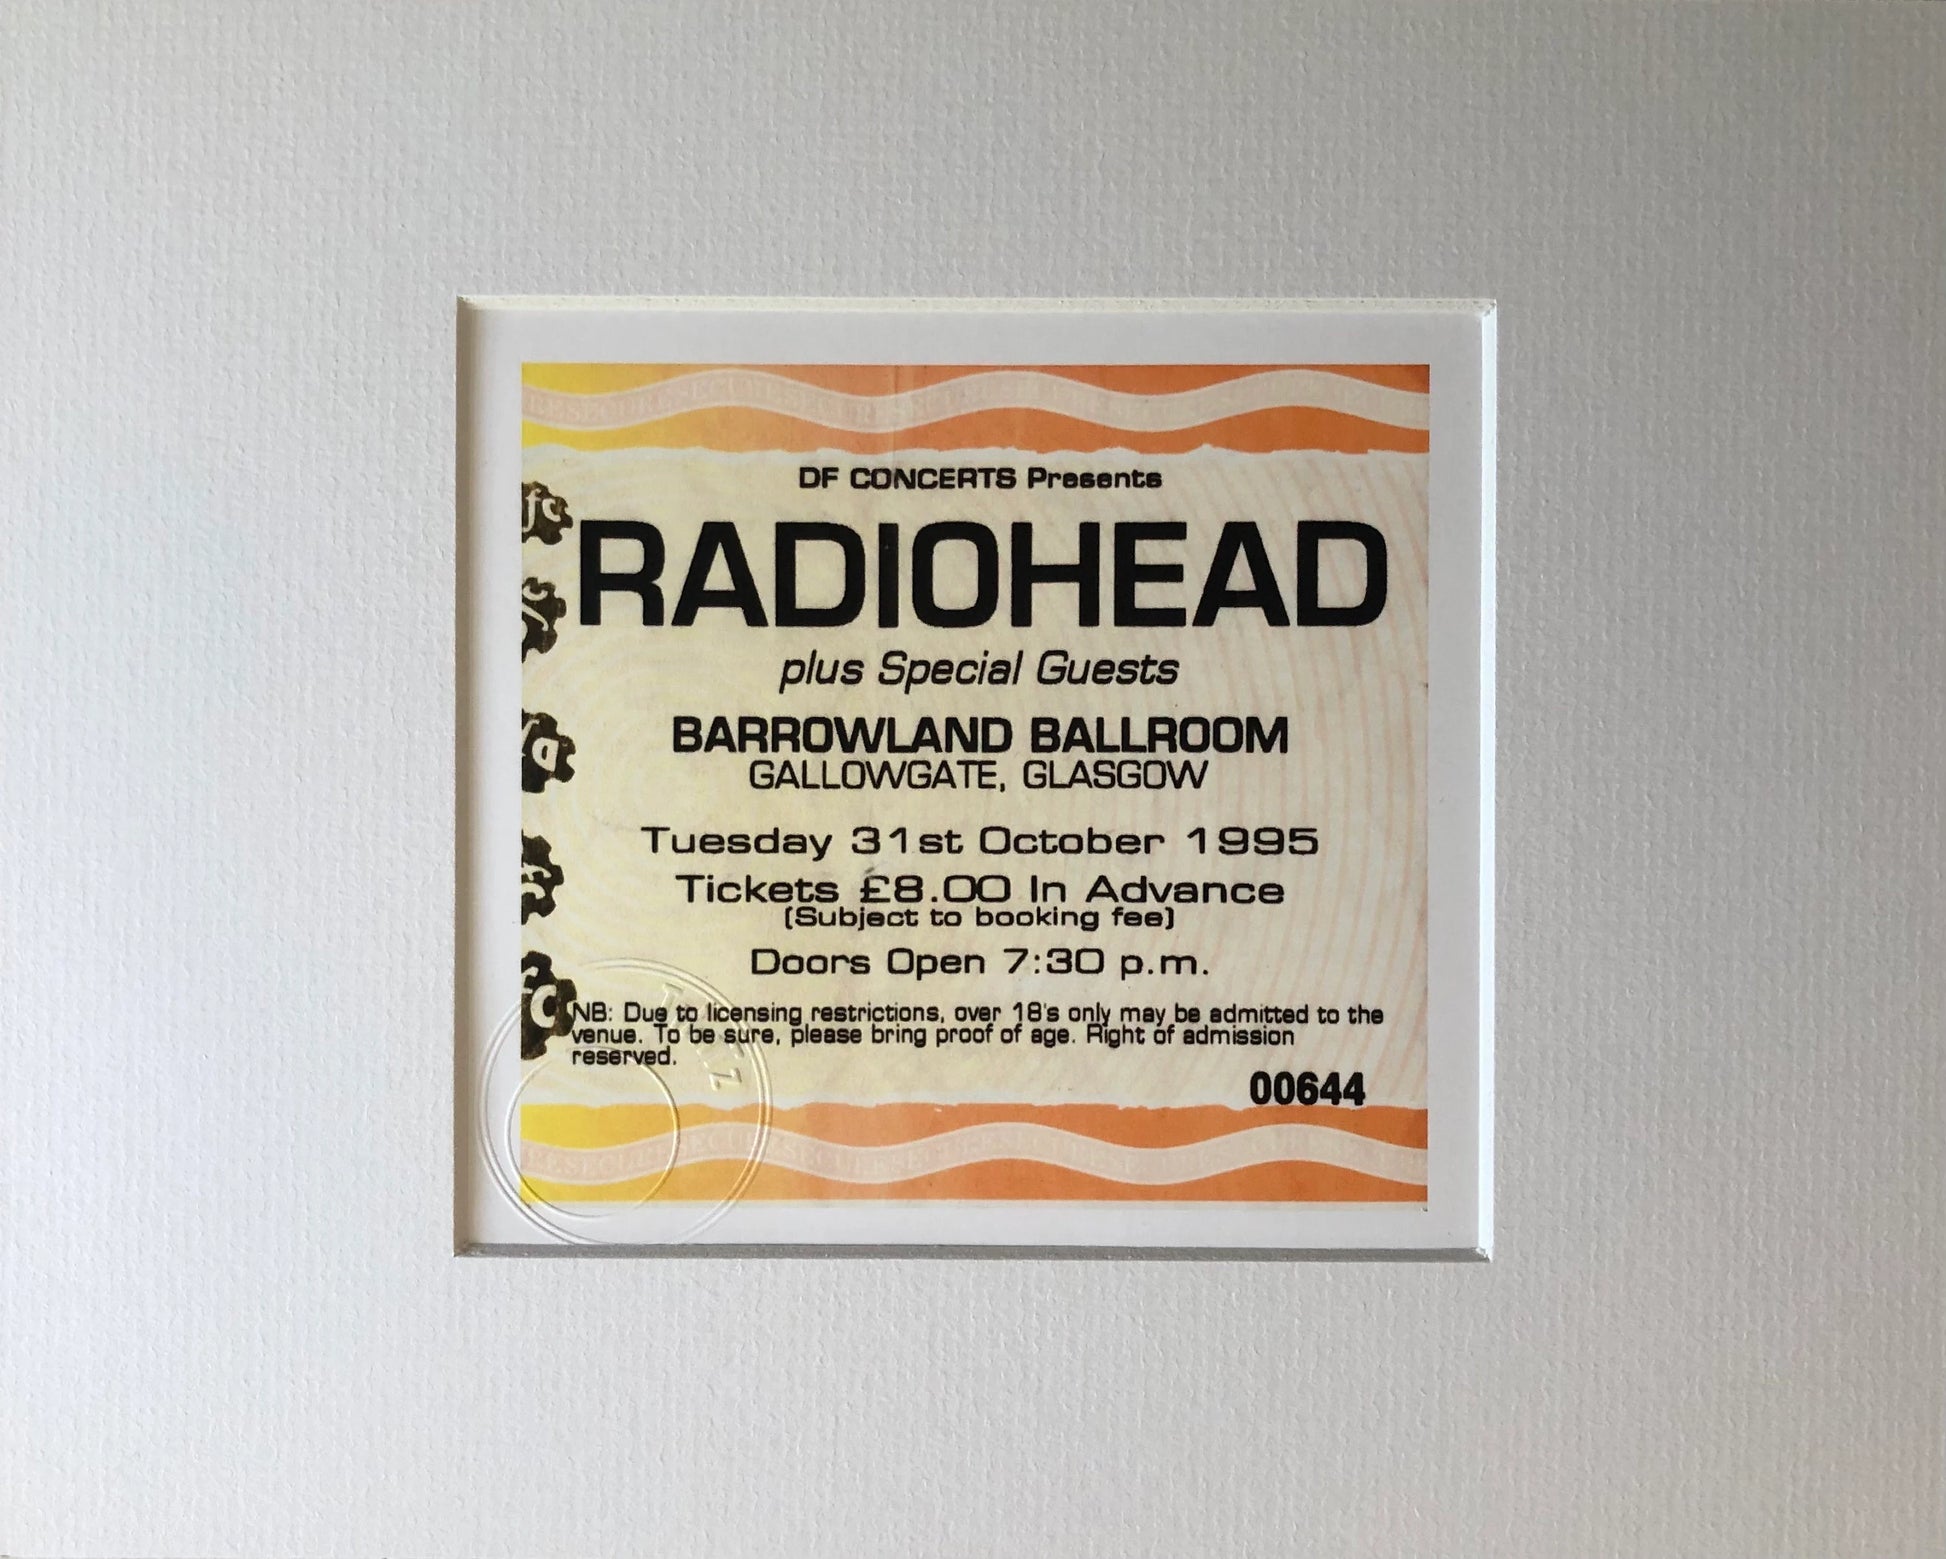 DF CONCERTS Presents
RADIOHEAD
plus Special Guests
BARROWLAND BALLROOM
GALLOWGATE, GLASGOW
Tuesday 31st October 1995
Tickets £8.00 In Advance
(Subject to booking fee)
Doors Open 7:30 p.m.
NB: Due to licensing restrictions, over 18's only may be admitted to the
venue. To be sure, please bring proof of age. Right of admission
reserved.
00644